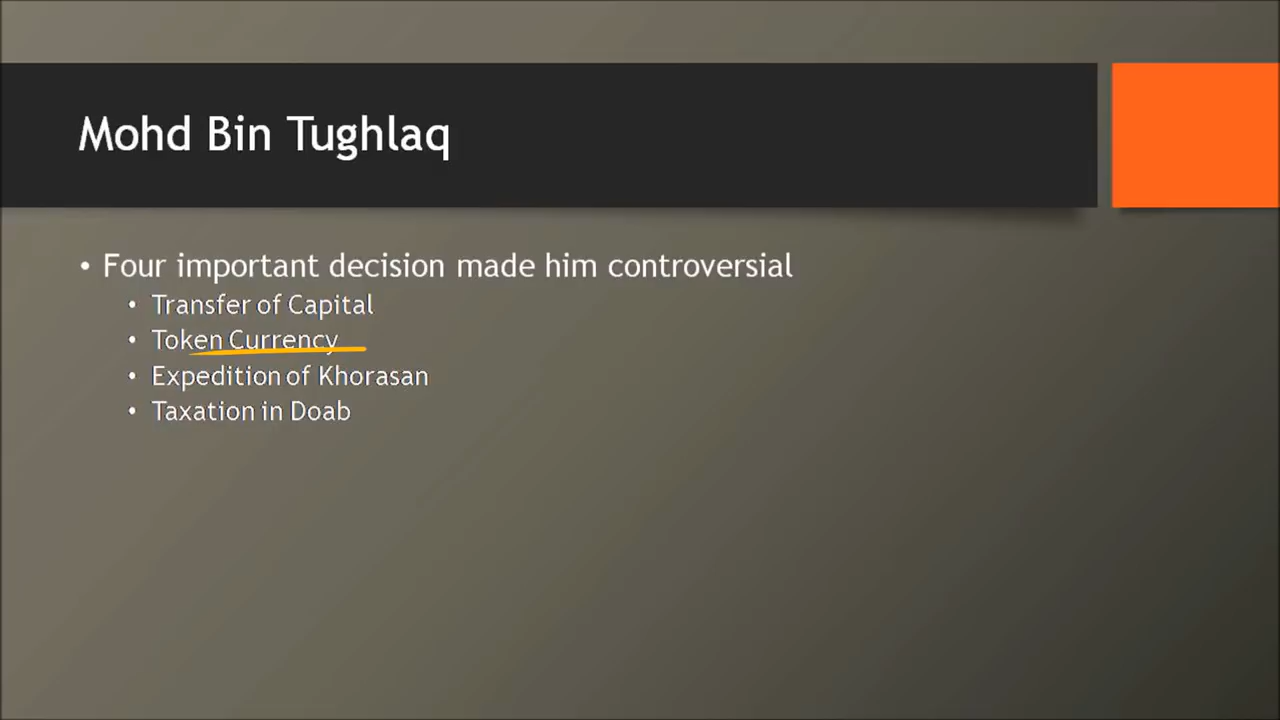 Mohd Bin Tughlaq
• Four important decision made him controversial
• Transfer of Capital
• Token Currency
• Expedition of Khorasan
• Taxation in Doab